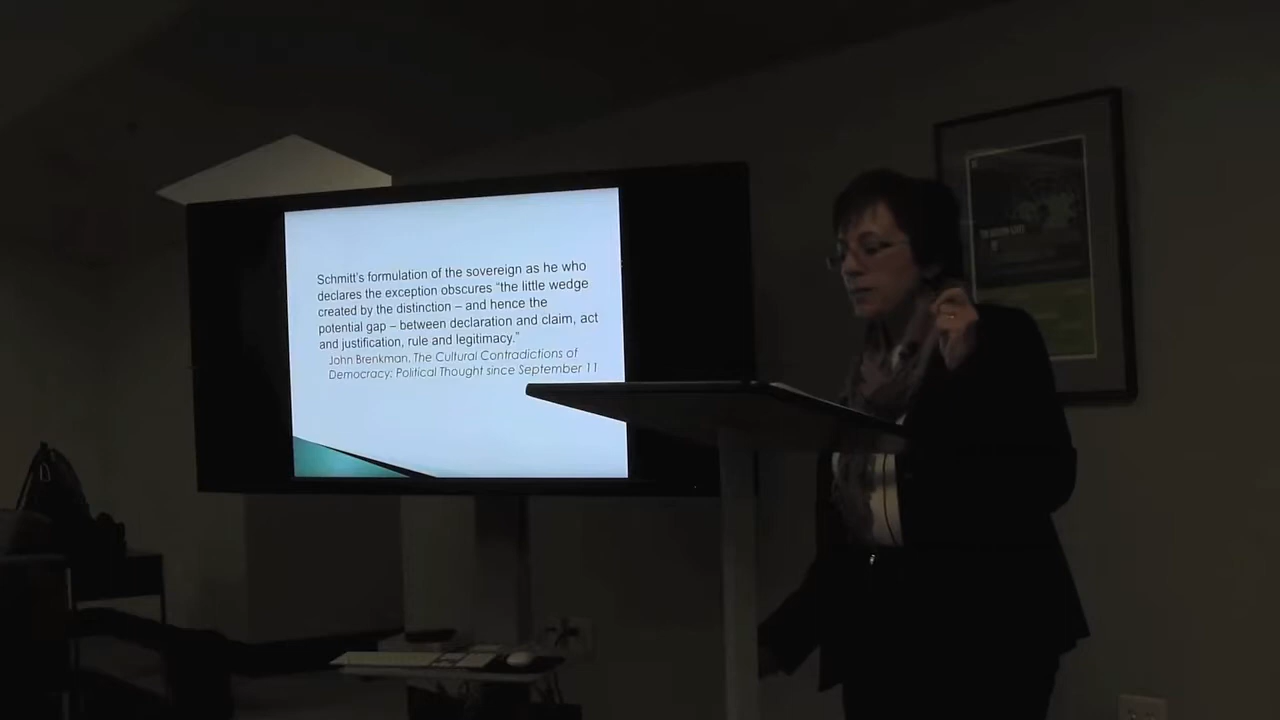 Schmitt's formulation of the sovereign as he who
declares the exception obscures "the little wedge
created by the distinction – and hence the
potential gap – between declaration and claim, act
and justification, rule and legitimacy."
John Brenkman, The Cultural Contradictions of
Democracy: Political Thought since September 11